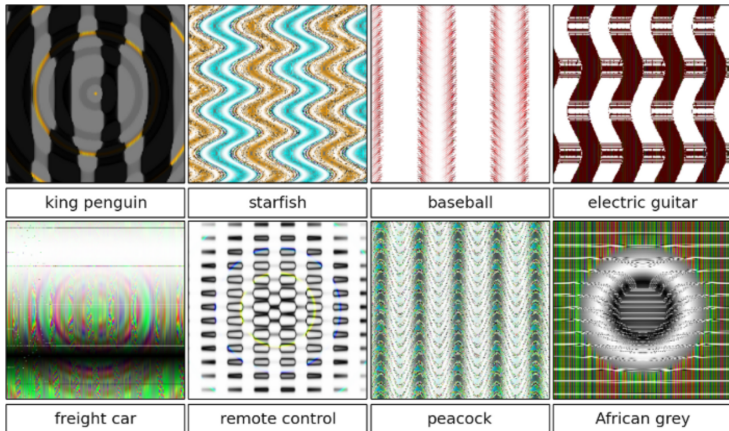 king penguin
starfish
baseball
electric guitar
freight car
remote control
peacock
African grey